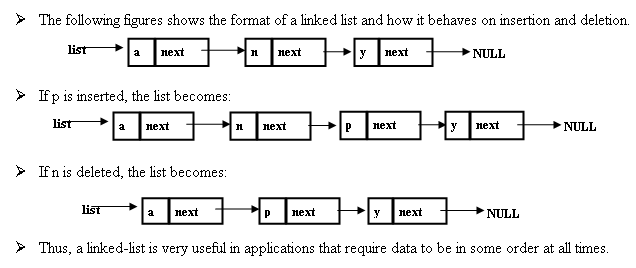 The following figures shows the format of a linked list and how it behaves on insertion and deletion.
list a next n next y next NULL
If p is inserted, the list becomes:
list a next n next p next y next NULL
If n is deleted, the list becomes:
list a next p next y next NULL
Thus, a linked-list is very useful in applications that require data to be in some order at all times.